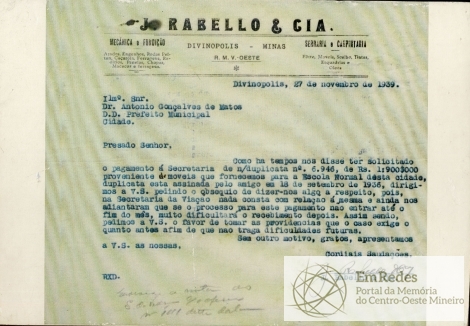 J. RABELLO & CIA.
MECÂNICA e FUNDIÇÃO
DIVINOPOLIS - MINAS
SERRARIA e CARPINTARIA
R. M. V. OESTE
Divinopolis, 27 de novembro de 1939.
Ilmº. Snr.
Dr. Antonio Gonçalves de Matos
D.D. Prefeito Municipal
Cidade.
Presado Senhor,
Como ha tempos nos disse ter solicitado
o pagamento á Secretaria de n/duplicata nº. 6.946, de Rs.
proveniente de moveis que fornecemos para a Escola Normal desta cidade,
duplicata esta assinada pelo amigo em 18 de setembro de 1936, dirigi-
mos a V.S. pedindo o obsequio de dizer-nos algo a respeito, pois
na Secretaria da Viação nada consta com relação á mesma e ainda nos
adiantaram que se o processo para este pagamento não entrar até o
fim do mês, muito dificultará o recebimento depois. Assim sendo,
pedimos a V.S. o favor de tomar as providencias que o caso exige o
quanto antes afim de que não traga dificuldades futuras.
Sem outro motivo, gratos, apresentamos
a V.S. as nossas,
Cordiais Saudações.
EmRedes
Portal da Memória
do Centro-Oeste Mineiro